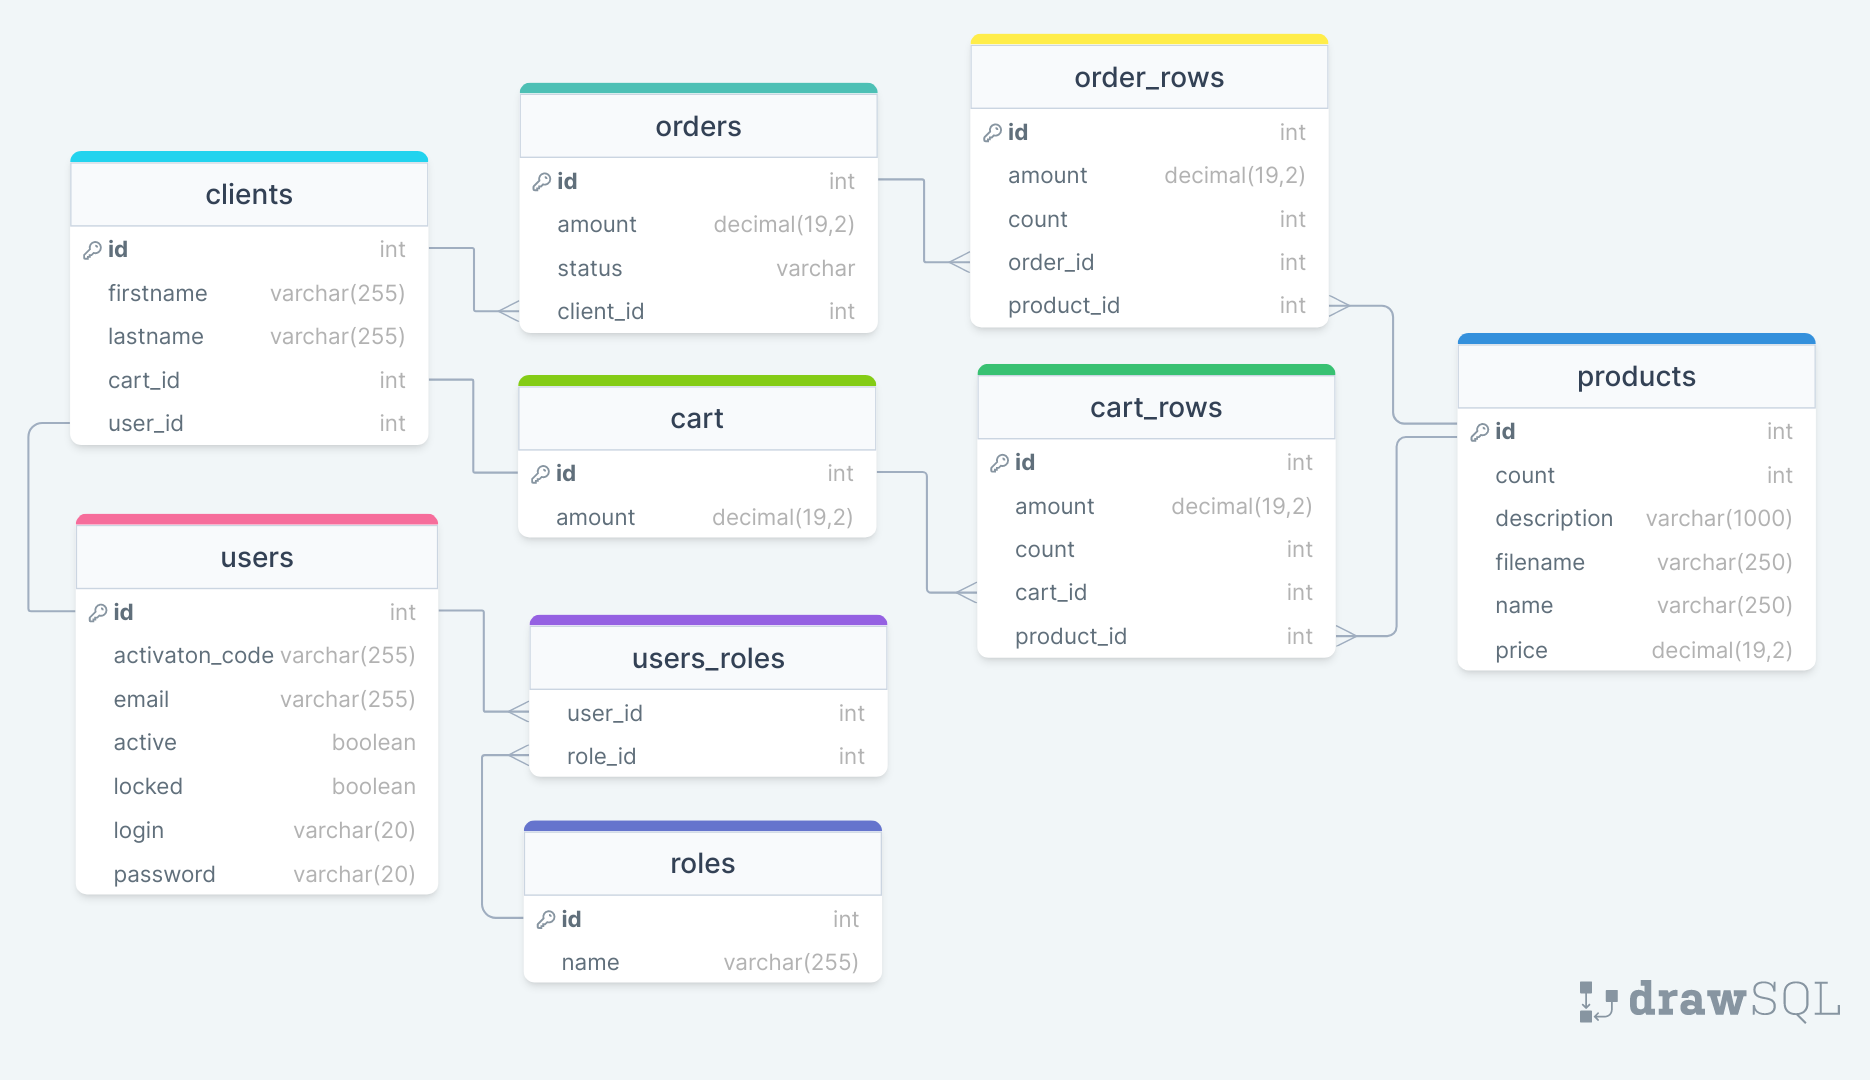 clients
id int
firstname varchar(255)
lastname varchar(255)
cart_id int
user_id int
users
id int
activaton_code varchar(255)
email varchar(255)
active boolean
locked boolean
login varchar(20)
password varchar(20)
orders
id int
amount decimal(19,2)
status varchar
client_id int
cart
id int
amount decimal(19,2)
users_roles
user_id int
role_id int
roles
id int
name varchar(255)
order_rows
id int
amount decimal(19,2)
count int
order_id int
product_id int
cart_rows
id int
amount decimal(19,2)
count int
cart_id int
product_id int
products
id int
count int
description varchar(1000)
filename varchar(250)
name varchar(250)
price decimal(19,2)
drawSQL